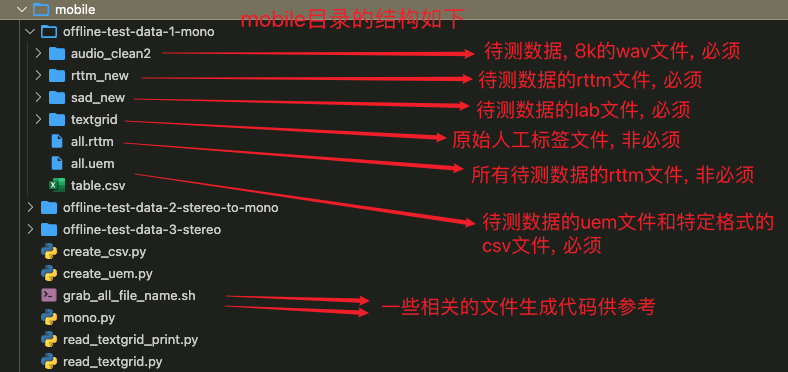 mobile
mobile目录的结构如下
offline-test-data-1-mono
audio_clean2
待测数据, 8k的wav文件, 必须
rttm_new
待测数据的rttm文件, 必须
sad_new
待测数据的lab文件, 必须
textgrid
原始人工标签文件, 非必须
all.rttm
所有待测数据的rttm文件, 非必须
all.uem
table.csv
待测数据的uem文件和特定格式的
csv文件, 必须
offline-test-data-2-stereo-to-mono
offline-test-data-3-stereo
create_csv.py
create_uem.py
grab_all_file_name.sh
一些相关的文件生成代码供参考
mono.py
read_textgrid_print.py
read_textgrid.py